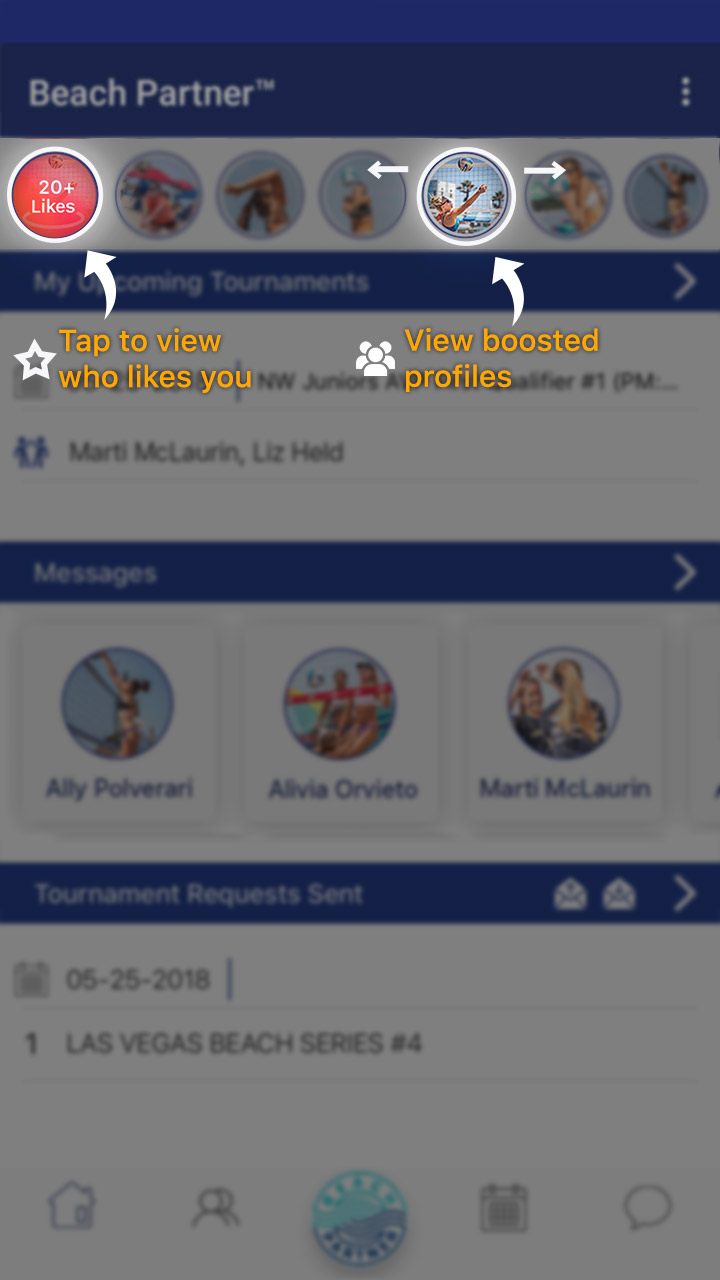 Beach Partner™
20+
Likes
My Upcoming Tournaments
Tap to view
who likes you
View boosted
profiles
NW Juniors
Qualifier #1 (PM:...
Marti McLaurin, Liz Held
Messages
Ally Polverari
Alivia Orvieto
Marti McLaurin
Tournament Requests Sent
05-25-2018
1 LAS VEGAS BEACH SERIES #4
BEACH
PARTNER